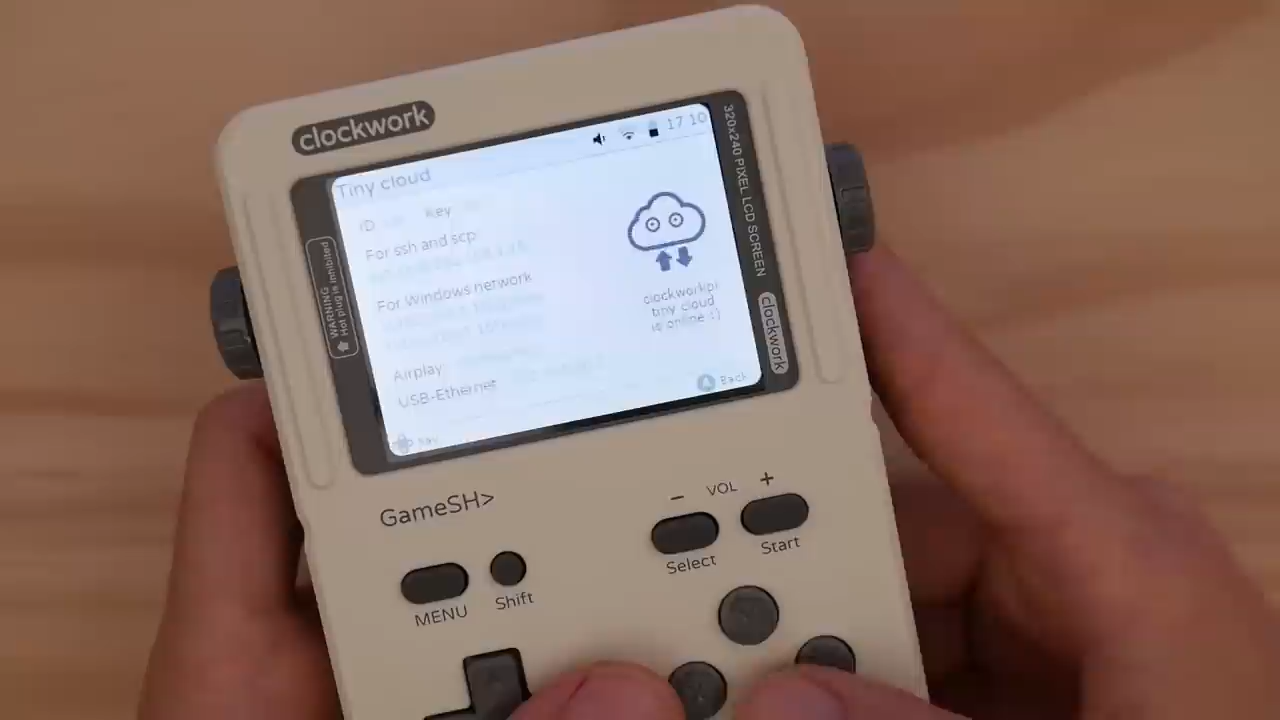 clockwork
17 10
Tiny cloud
ID Key
For ssh and scp
For Windows network
Airplay
USB-Ethernet
clockworkpi
tiny cloud
is online :)
Nav
A Back
WARNING
Hot plug is inhibited
320x240 PIXEL LCD SCREEN
clockwork
GameSH>
- VOL +
Select
Start
MENU
Shift